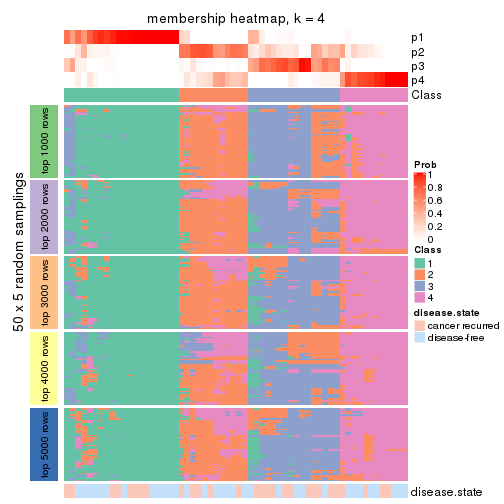 membership heatmap, k = 4
p1
p2
p3
p4
Class
50 x 5 random samplings
top 1000 rows
top 2000 rows
top 3000 rows
top 4000 rows
top 5000 rows
disease.state
Prob
1
0.8
0.6
0.4
0.2
0
Class
1
2
3
4
disease.state
cancer recurred
disease-free